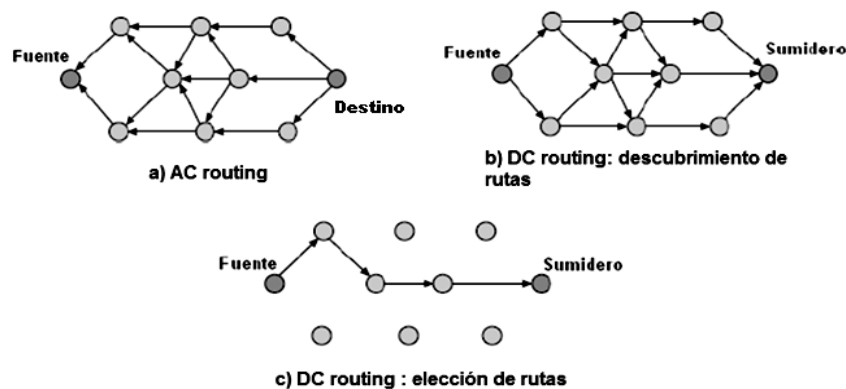 Fuente
Destino
a) AC routing
Fuente
Sumidero
b) DC routing: descubrimiento de
rutas
Fuente
Sumidero
c) DC routing : elección de rutas